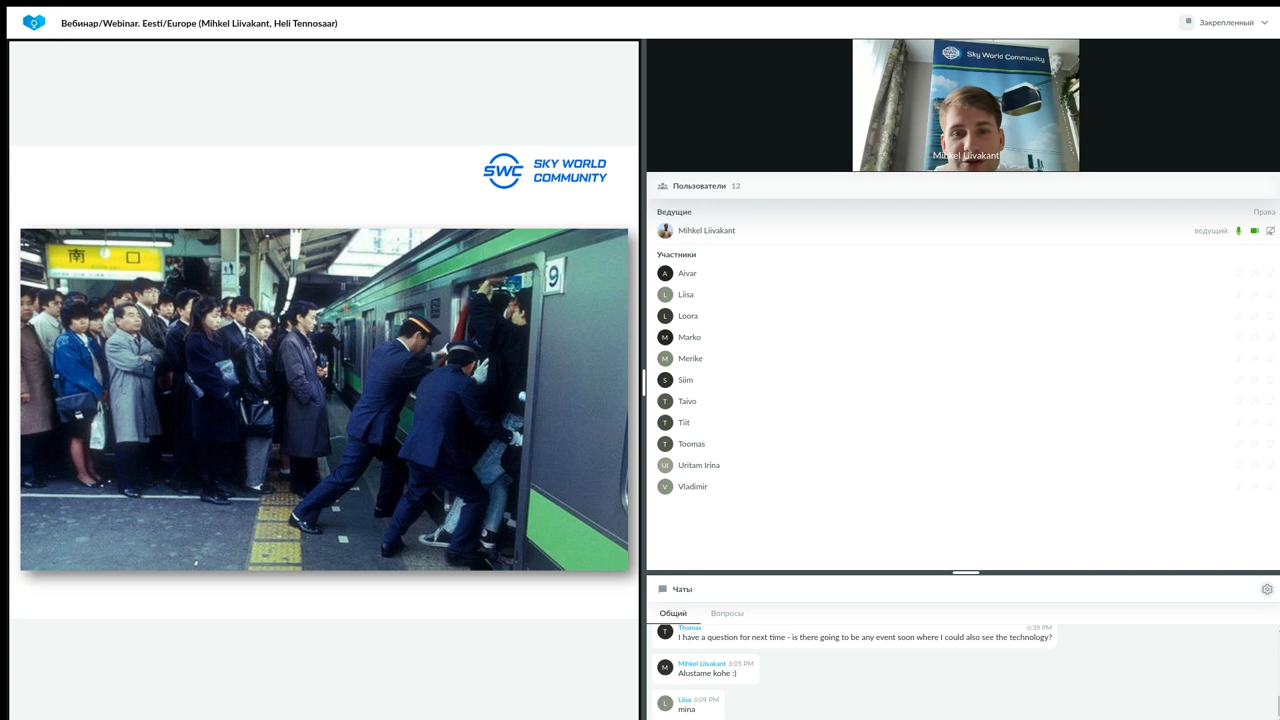 Вебинар/Webinar. Eesti/Europe (Mihkel Liivakant, Heli Tennosaar)
Закрепленный
SWC SKY WORLD
COMMUNITY
南 口
9
Sky World Community
Mihkel Liivakant
Пользователи 12
Ведущие Права
Mihkel Liivakant ведущий
Участники
A Aivar
L Liisa
L Loora
M Marko
M Merike
S Siim
T Taivo
T Tiit
T Toomas
UI Uritam Irina
V Vladimir
Чаты
Общий Вопросы
T Thomas 6:39 PM
I have a question for next time - is there going to be any event soon where I could also see the technology?
M Mihkel Liivakant 6:05 PM
Alustame kohe :)
L Liisa 6:09 PM
mina